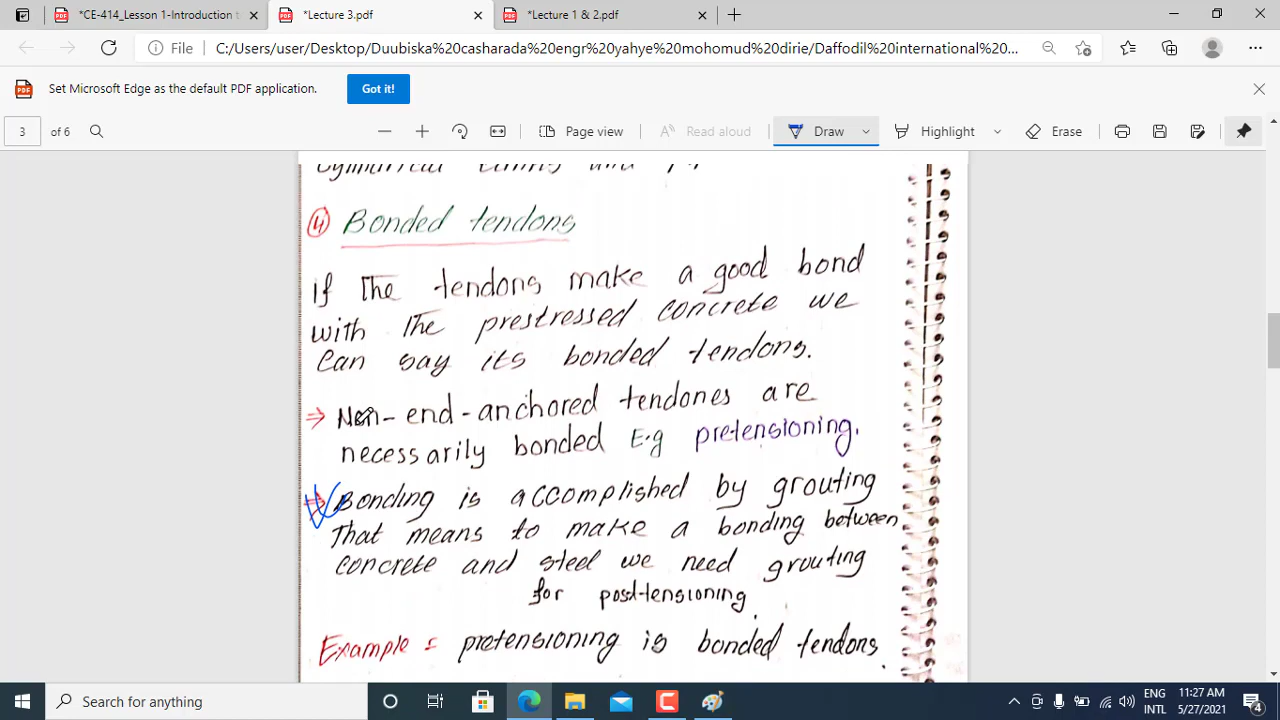 *CE-414_Lesson 1-Introduction t
*Lecture 3.pdf
*Lecture 1 & 2.pdf
File
C:/Users/user/Desktop/Duubiska%20casharada%20engr%20yahye%20mohomud%20dirie/Daffodil%20international%20...
Set Microsoft Edge as the default PDF application.
Got it!
3 of 6
Page view
Read aloud
Draw
Highlight
Erase
4 Bonded tendons
if The tendons make a good bond
with The prestressed concrete we
can say its bonded tendons.
⇒ Non-end-anchored tendones are
necessarily bonded E.g pretensioning.
⇒ Bonding is accomplished by grouting
That means to make a bonding between
concrete and steel we need grouting
for post-tensioning.
Example = pretensioning is bonded tendons.
Search for anything
ENG
INTL
11:27 AM
5/27/2021
4